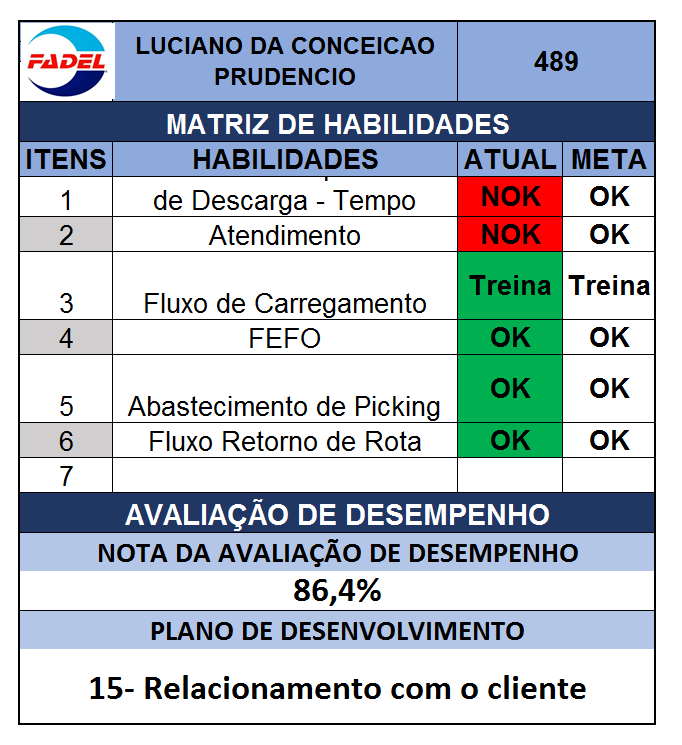 FADEL
LUCIANO DA CONCEICAO
PRUDENCIO
489
MATRIZ DE HABILIDADES
ITENS HABILIDADES ATUAL META
1 de Descarga - Tempo NOK OK
2 Atendimento NOK OK
3 Fluxo de Carregamento Treina Treina
4 FEFO OK OK
5 Abastecimento de Picking OK OK
6 Fluxo Retorno de Rota OK OK
7
AVALIAÇÃO DE DESEMPENHO
NOTA DA AVALIAÇÃO DE DESEMPENHO
86,4%
PLANO DE DESENVOLVIMENTO
15- Relacionamento com o cliente